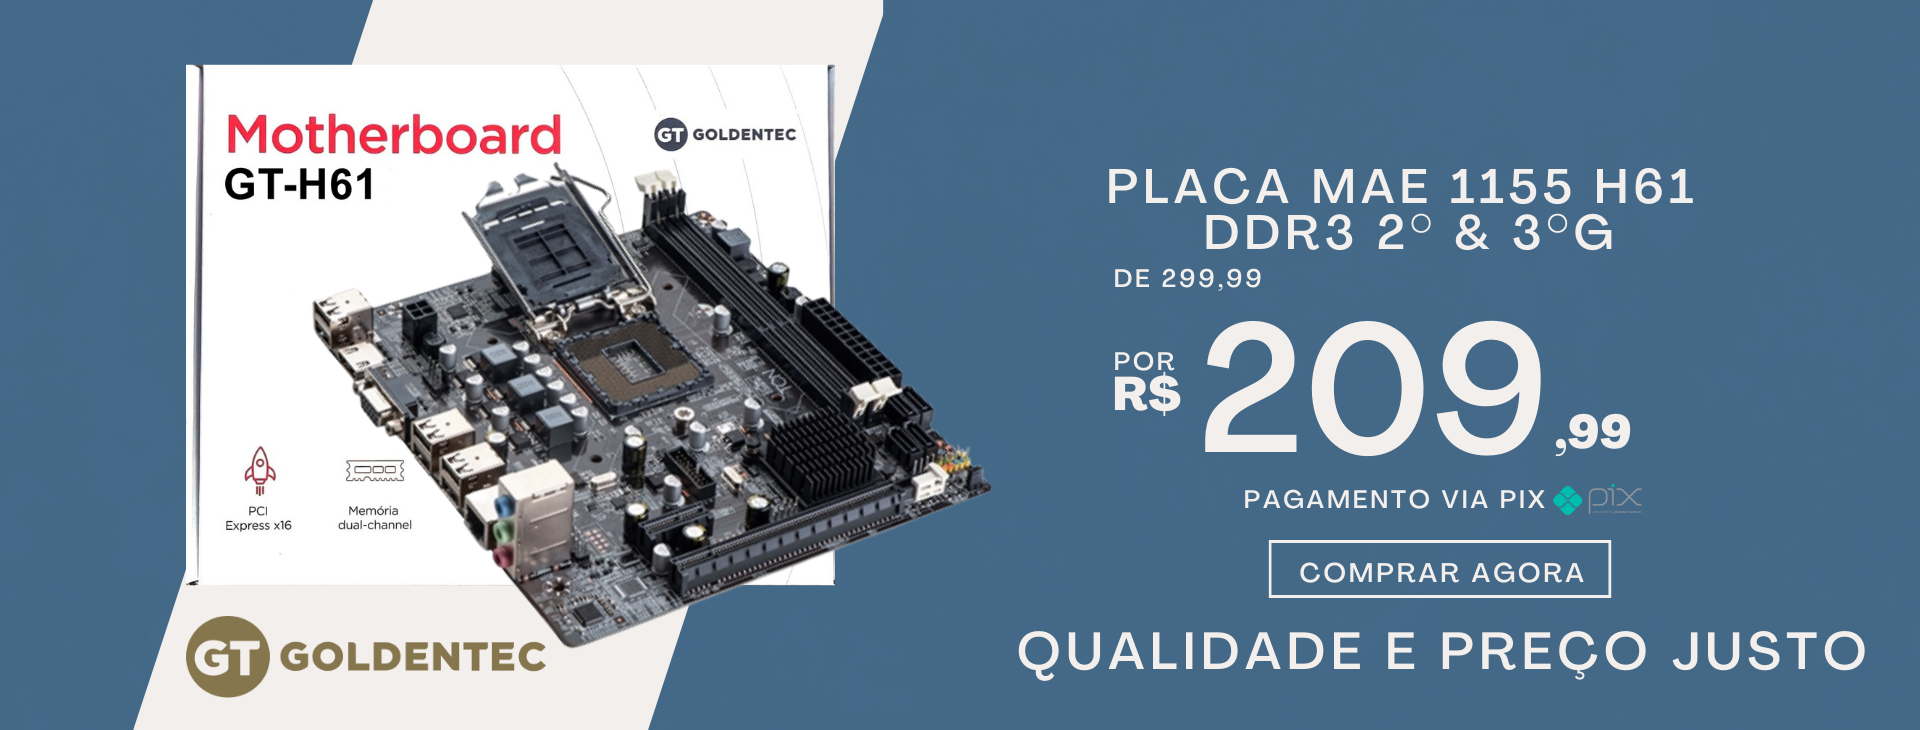 Motherboard
GT-H61
GT GOLDENTEC
PCI
Express x16
Memória
dual-channel
GT GOLDENTEC
PLACA MAE 1155 H61
DDR3 2° & 3°G
DE 299,99
POR
R$ 209,99
PAGAMENTO VIA PIX pix
COMPRAR AGORA
QUALIDADE E PREÇO JUSTO